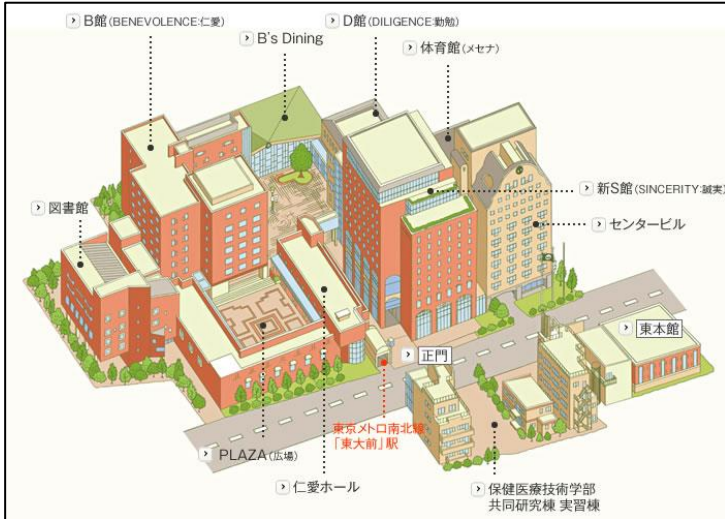 B館(BENEVOLENCE:仁愛)
D館(DILIGENCE:勤勉)
B's Dining
体育館(メセナ)
新S館(SINCERITY:誠実)
図書館
センタービル
東本館
正門
東京メトロ南北線
「東大前」駅
PLAZA(広場)
仁愛ホール
保健医療技術学部
共同研究棟 実習棟